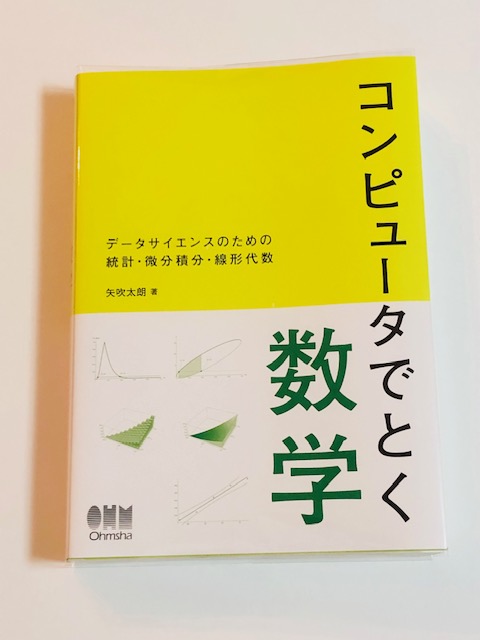 コンピュータでとく
数学
データサイエンスのための
統計・微分積分・線形代数
矢吹太朗 著
OHM
Ohmsha